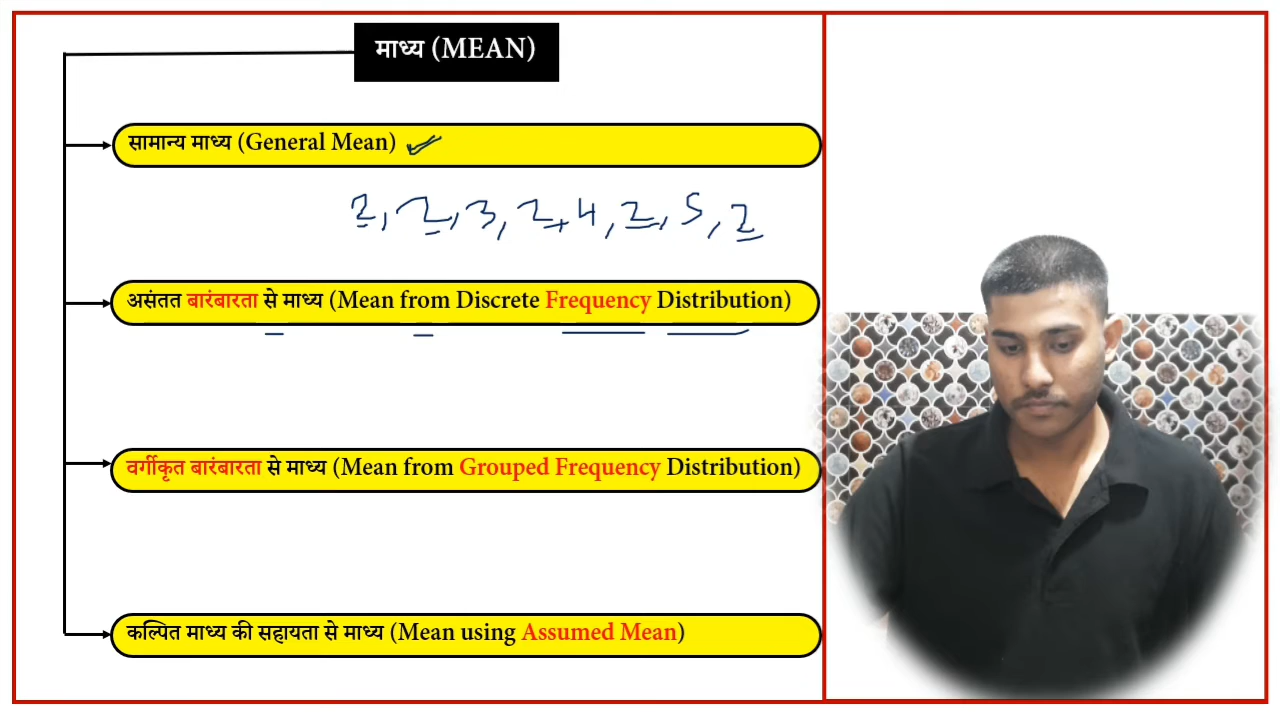 माध्य (MEAN)
सामान्य माध्य (General Mean)
2, 2, 3, 2, 4, 2, 5, 2
असंतत बारंबारता से माध्य (Mean from Discrete Frequency Distribution)
वर्गीकृत बारंबारता से माध्य (Mean from Grouped Frequency Distribution)
कल्पित माध्य की सहायता से माध्य (Mean using Assumed Mean)